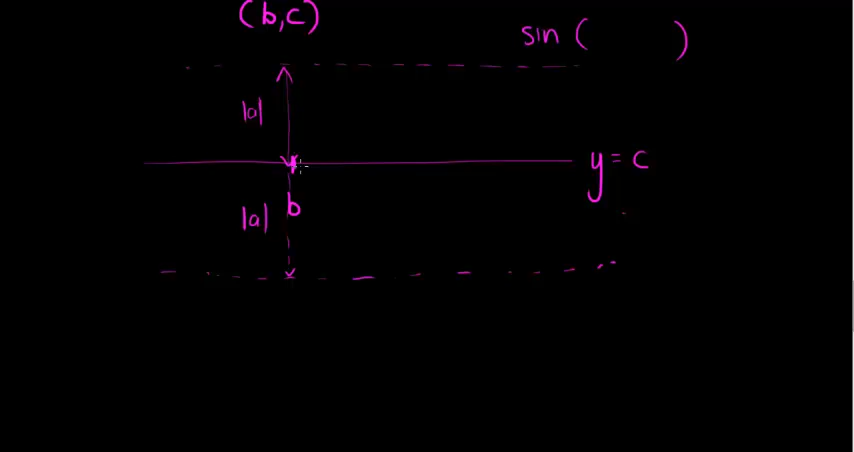 (b,c)
sin ( )
|a|
y = c
|a| b